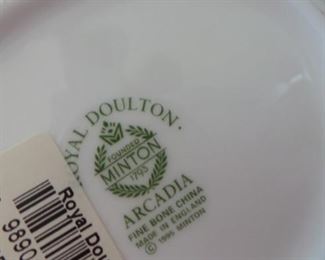 ROYAL DOULTON.
FOUNDED
MINTON
1793
ARCADIA
FINE BONE CHINA
MADE IN ENGLAND
© 1995 MINTON
Royal Dou
9890